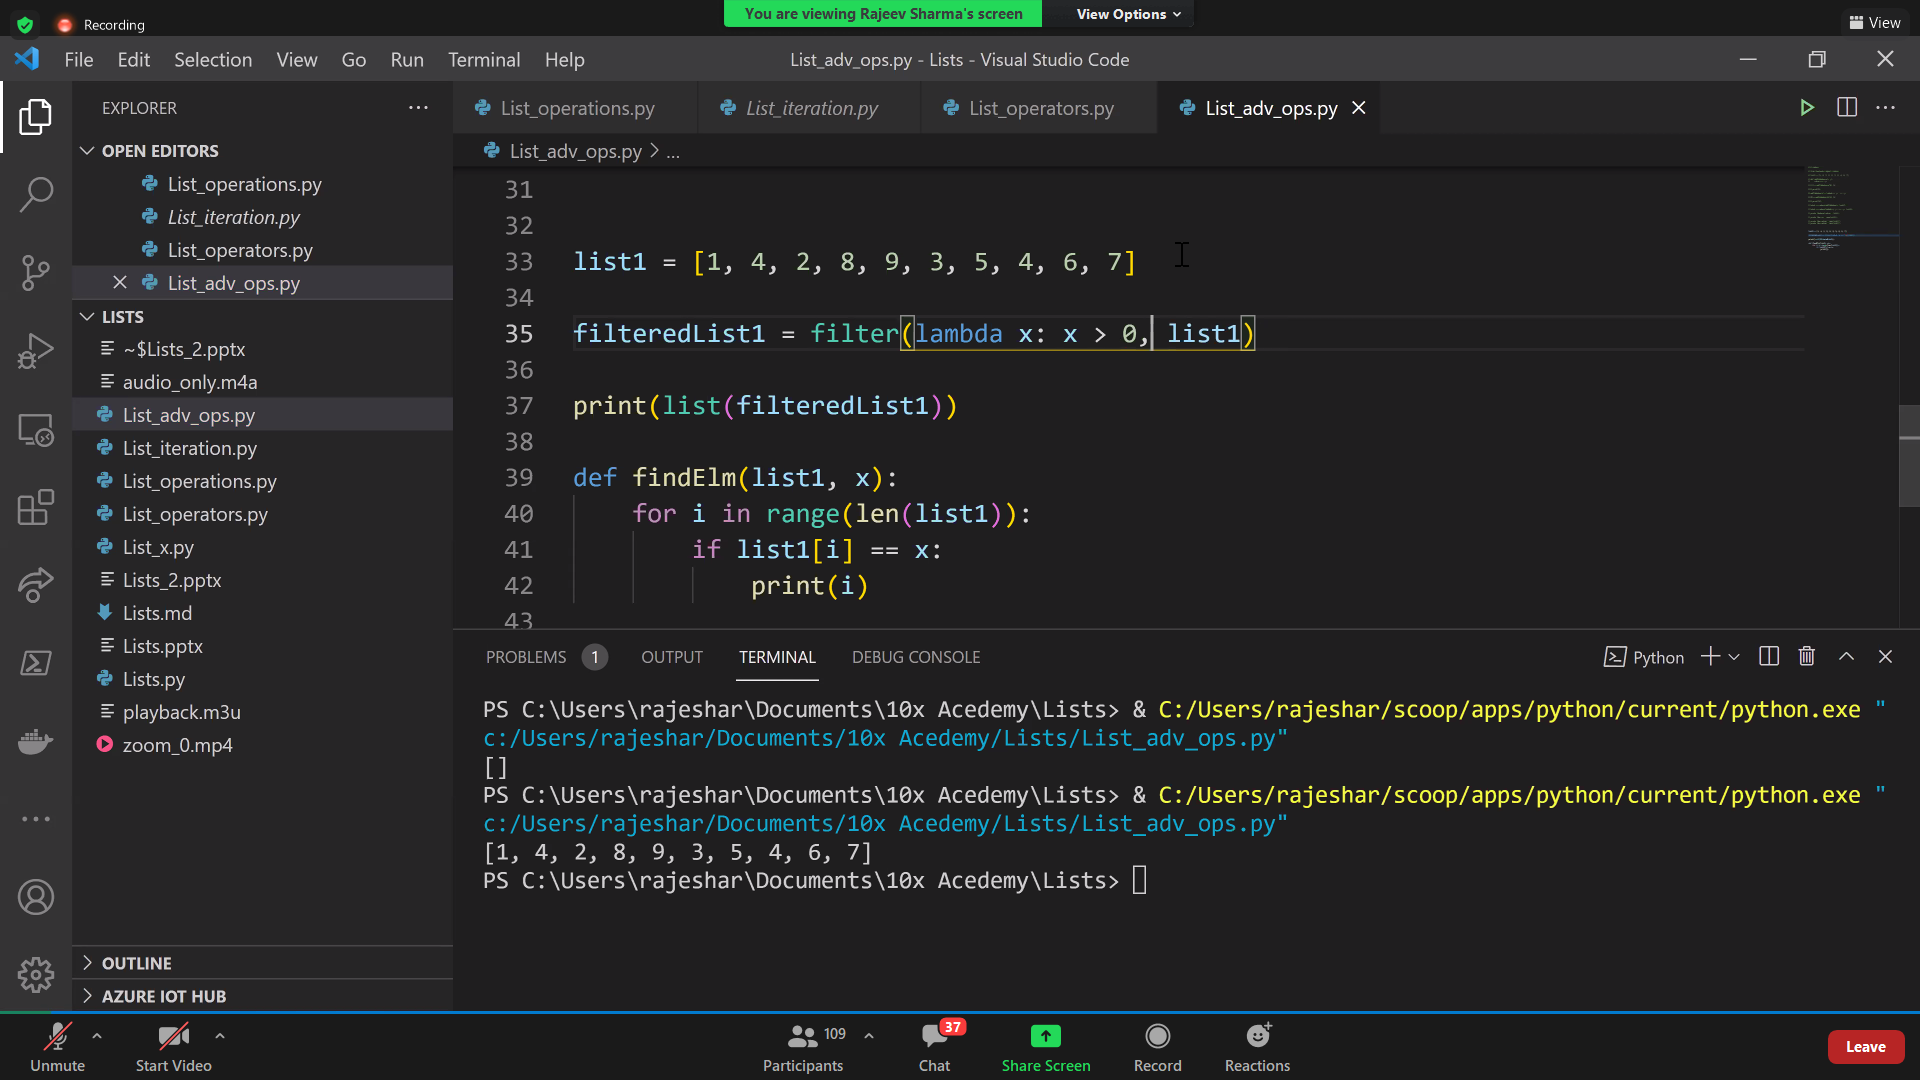 Recording
You are viewing Rajeev Sharma's screen
View Options
View
File Edit Selection View Go Run Terminal Help
List_adv_ops.py - Lists - Visual Studio Code
EXPLORER
OPEN EDITORS
List_operations.py
List_iteration.py
List_operators.py
List_adv_ops.py
LISTS
~$Lists_2.pptx
audio_only.m4a
List_adv_ops.py
List_iteration.py
List_operations.py
List_operators.py
List_x.py
Lists_2.pptx
Lists.md
Lists.pptx
Lists.py
playback.m3u
zoom_0.mp4
OUTLINE
AZURE IOT HUB
List_operations.py List_iteration.py List_operators.py List_adv_ops.py
List_adv_ops.py > ...
31
32
33 list1 = [1, 4, 2, 8, 9, 3, 5, 4, 6, 7]
34
35 filteredList1 = filter(lambda x: x > 0, list1)
36
37 print(list(filteredList1))
38
39 def findElm(list1, x):
40 for i in range(len(list1)):
41 if list1[i] == x:
42 print(i)
43
PROBLEMS 1 OUTPUT TERMINAL DEBUG CONSOLE
Python
PS C:\Users\rajeshar\Documents\10x Acedemy\Lists> & C:/Users/rajeshar/scoop/apps/python/current/python.exe "
c:/Users/rajeshar/Documents/10x Acedemy/Lists/List_adv_ops.py"
[]
PS C:\Users\rajeshar\Documents\10x Acedemy\Lists> & C:/Users/rajeshar/scoop/apps/python/current/python.exe "
c:/Users/rajeshar/Documents/10x Acedemy/Lists/List_adv_ops.py"
[1, 4, 2, 8, 9, 3, 5, 4, 6, 7]
PS C:\Users\rajeshar\Documents\10x Acedemy\Lists>
Unmute
Start Video
109
Participants
37
Chat
Share Screen
Record
Reactions
Leave